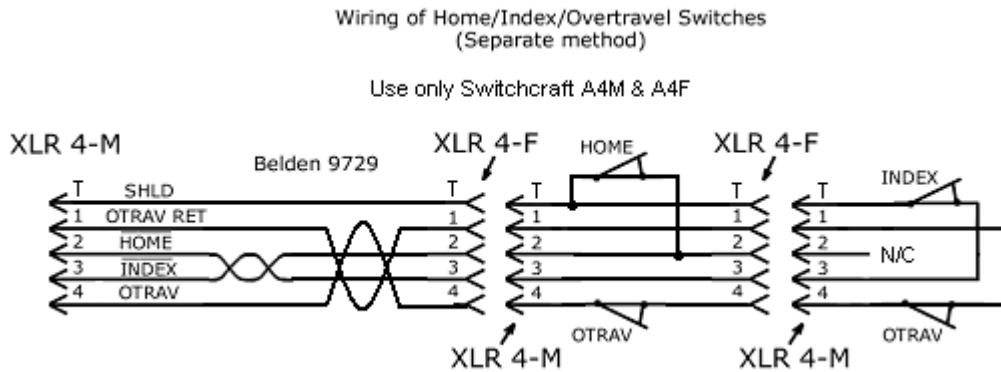 Wiring of Home/Index/Overtravel Switches
(Separate method)
Use only Switchcraft A4M & A4F
XLR 4-M
Belden 9729
XLR 4-F
HOME
XLR 4-F
INDEX
T SHLD T T T T
1 OTRAV RET 1 1 1 1
2 HOME 2 2 2 2 N/C
3 INDEX 3 3 3 3
4 OTRAV 4 4 4 4
OTRAV
OTRAV
XLR 4-M
XLR 4-M